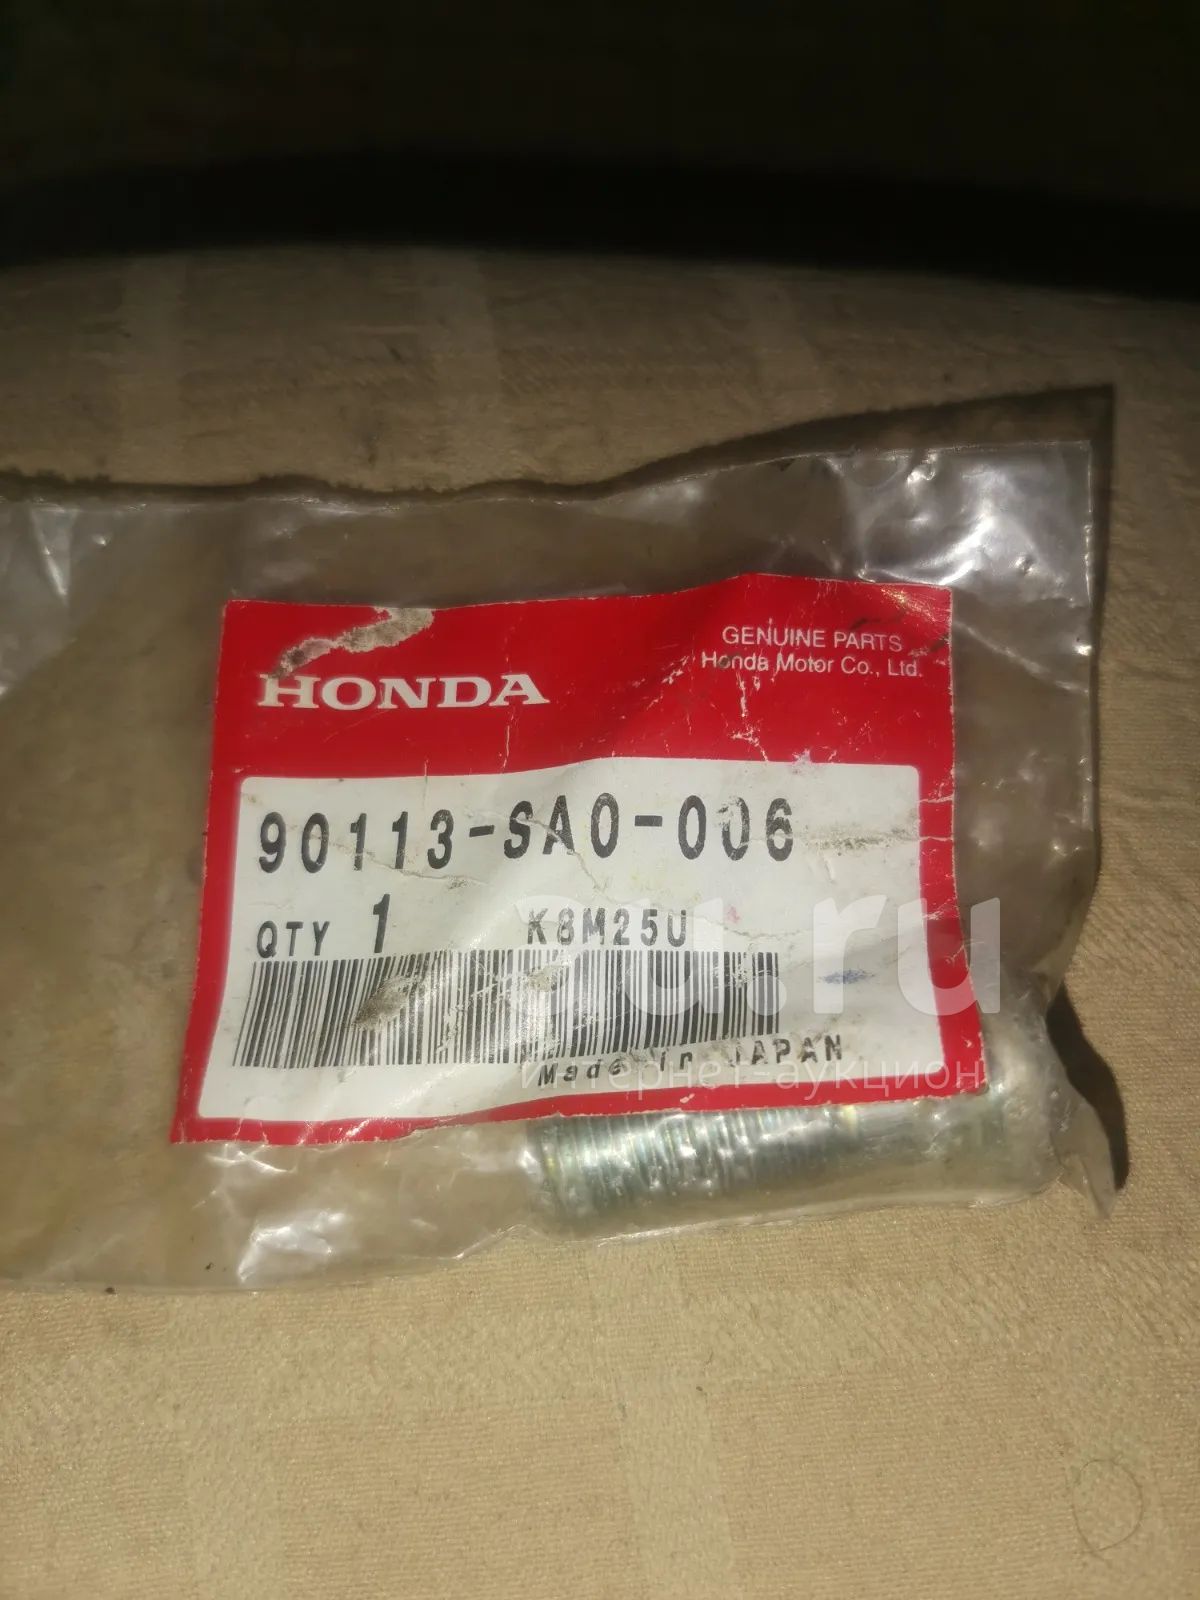 GENUINE PARTS
Honda Motor Co., Ltd.
HONDA
90113-SA0-006
QTY 1 K8M25U
Made in JAPAN
au.ru
интернет-аукцион